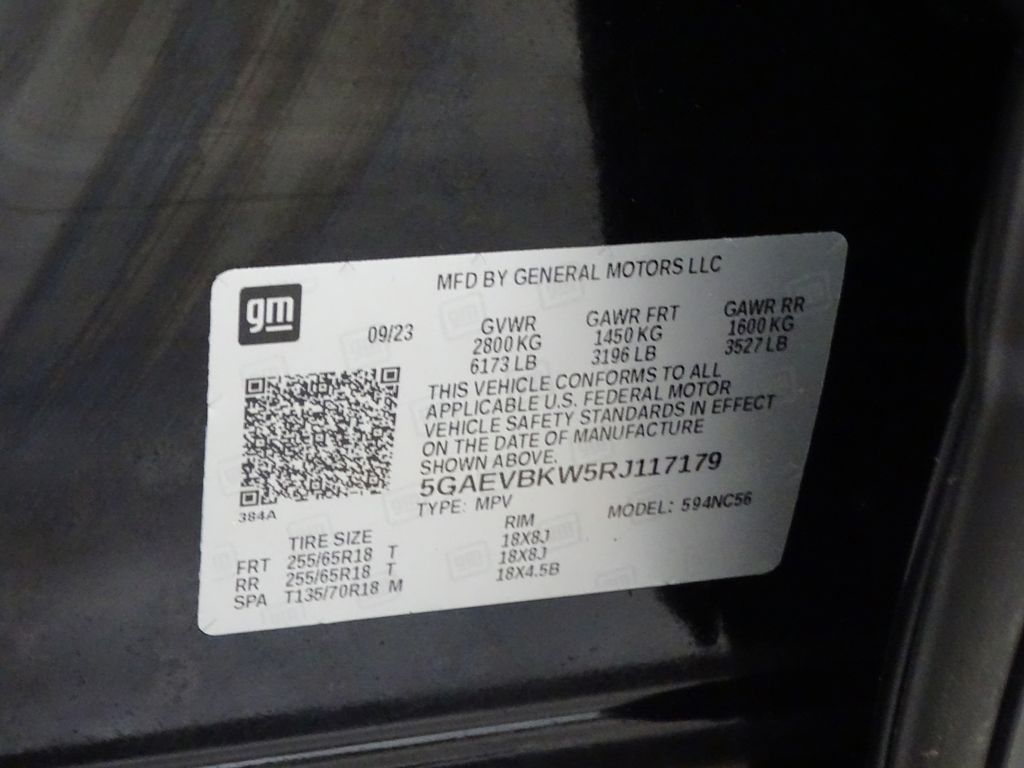 MFD BY GENERAL MOTORS LLC
gm
09/23
GVWR
2800 KG
6173 LB
GAWR FRT
1450 KG
3196 LB
GAWR RR
1600 KG
3527 LB
THIS VEHICLE CONFORMS TO ALL
APPLICABLE U.S. FEDERAL MOTOR
VEHICLE SAFETY STANDARDS IN EFFECT
ON THE DATE OF MANUFACTURE
SHOWN ABOVE.
5GAEVBKW5RJ117179
TYPE: MPV
MODEL: 594NC56
384A
TIRE SIZE
RIM
FRT 255/65R18 T 18X8J
RR 255/65R18 T 18X8J
SPA T135/70R18 M 18X4.5B